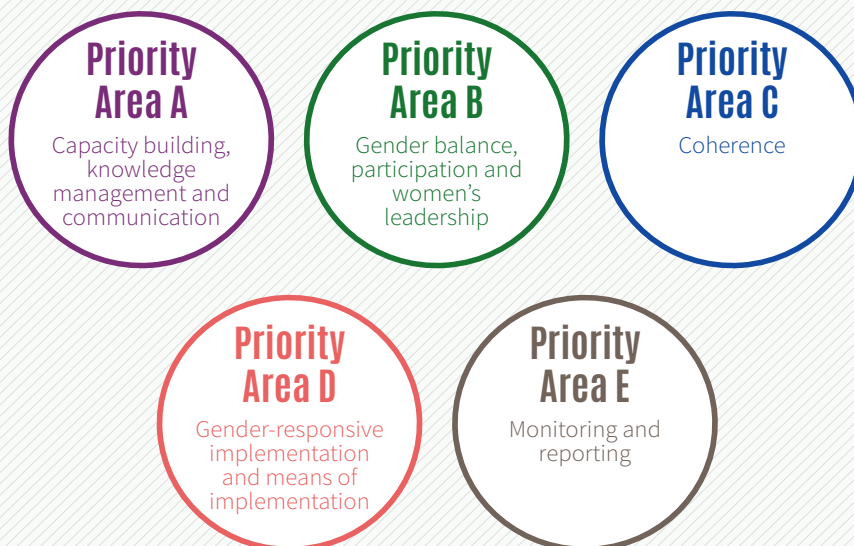 Priority
Area A
Capacity building,
knowledge
management and
communication
Priority
Area B
Gender balance,
participation and
women’s
leadership
Priority
Area C
Coherence
Priority
Area D
Gender-responsive
implementation
and means of
implementation
Priority
Area E
Monitoring and
reporting